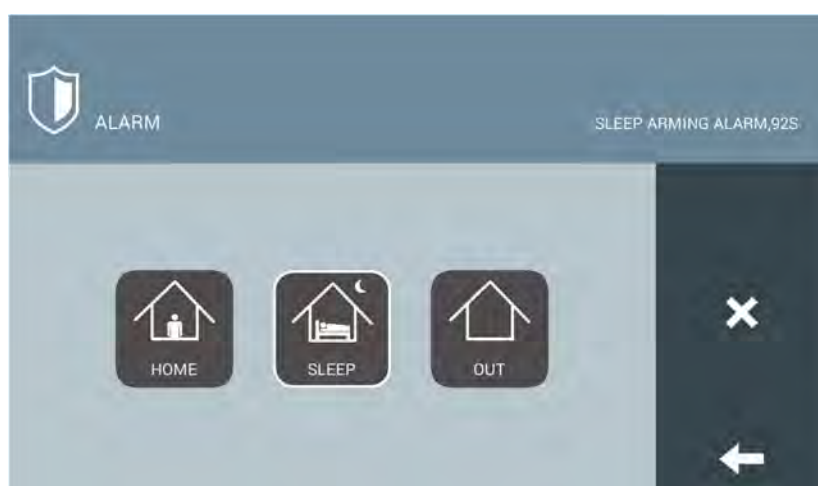 ALARM
SLEEP ARMING ALARM,92S
HOME
SLEEP
OUT